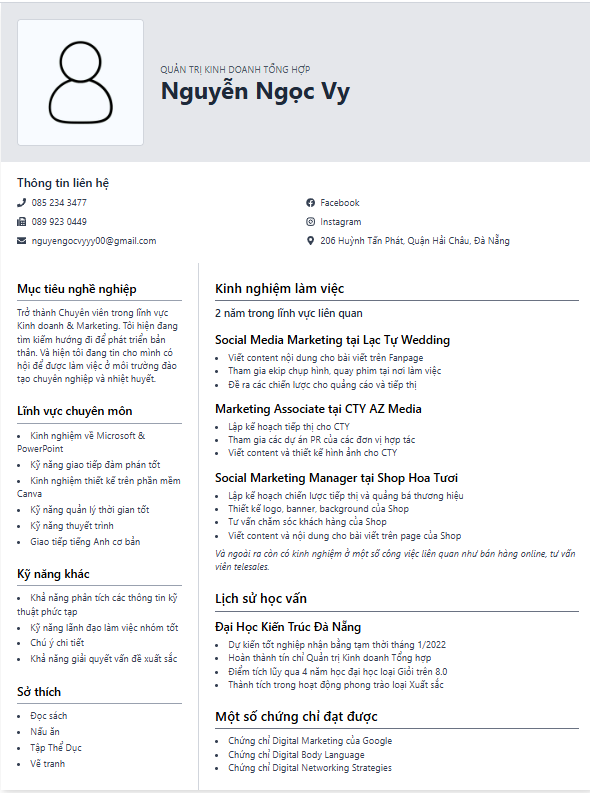 QUẢN TRỊ KINH DOANH TỔNG HỢP
Nguyễn Ngọc Vy
Thông tin liên hệ
085 234 3477
089 923 0449
nguyengocvyyy00@gmail.com
Facebook
Instagram
206 Huỳnh Tấn Phát, Quận Hải Châu, Đà Nẵng
Mục tiêu nghề nghiệp
Trở thành Chuyên viên trong lĩnh vực
Kinh doanh & Marketing. Tôi hiện đang
tìm kiếm hướng đi để phát triển bản
thân. Và hiện tôi đang tin cho mình có
hội để được làm việc ở môi trường đào
tạo chuyên nghiệp và nhiệt huyết.
Lĩnh vực chuyên môn
• Kinh nghiệm về Microsoft &
PowerPoint
• Kỹ năng giao tiếp đàm phán tốt
• Kinh nghiệm thiết kế trên phần mềm
Canva
• Kỹ năng quản lý thời gian tốt
• Kỹ năng thuyết trình
• Giao tiếp tiếng Anh cơ bản
Kỹ năng khác
• Khả năng phân tích các thông tin kỹ
thuật phức tạp
• Kỹ năng lãnh đạo làm việc nhóm tốt
• Chú ý chi tiết
• Khả năng giải quyết vấn đề xuất sắc
Sở thích
• Đọc sách
• Nấu ăn
• Tập Thể Dục
• Vẽ tranh
Kinh nghiệm làm việc
2 năm trong lĩnh vực liên quan
Social Media Marketing tại Lạc Tự Wedding
• Viết content nội dung cho bài viết trên Fanpage
• Tham gia ekip chụp hình, quay phim tại nơi làm việc
• Đề ra các chiến lược cho quảng cáo và tiếp thị
Marketing Associate tại CTY AZ Media
• Lập kế hoạch tiếp thị cho CTY
• Tham gia các dự án PR của các đơn vị hợp tác
• Viết content và thiết kế hình ảnh cho CTY
Social Marketing Manager tại Shop Hoa Tươi
• Lập kế hoạch chiến lược tiếp thị và quảng bá thương hiệu
• Thiết kế logo, banner, background của Shop
• Tư vấn chăm sóc khách hàng của Shop
• Viết content và nội dung cho bài viết trên page của Shop
Và ngoài ra còn có kinh nghiệm ở một số công việc liên quan như bán hàng online, tư vấn
viên telesales.
Lịch sử học vấn
Đại Học Kiến Trúc Đà Nẵng
• Dự kiến tốt nghiệp nhận bằng tạm thời tháng 1/2022
• Hoàn thành tín chỉ Quản trị Kinh doanh Tổng hợp
• Điểm tích lũy qua 4 năm học đại học loại Giỏi trên 8.0
• Thành tích trong hoạt động phong trào loại Xuất sắc
Một số chứng chỉ đạt được
• Chứng chỉ Digital Marketing của Google
• Chứng chỉ Digital Body Language
• Chứng chỉ Digital Networking Strategies